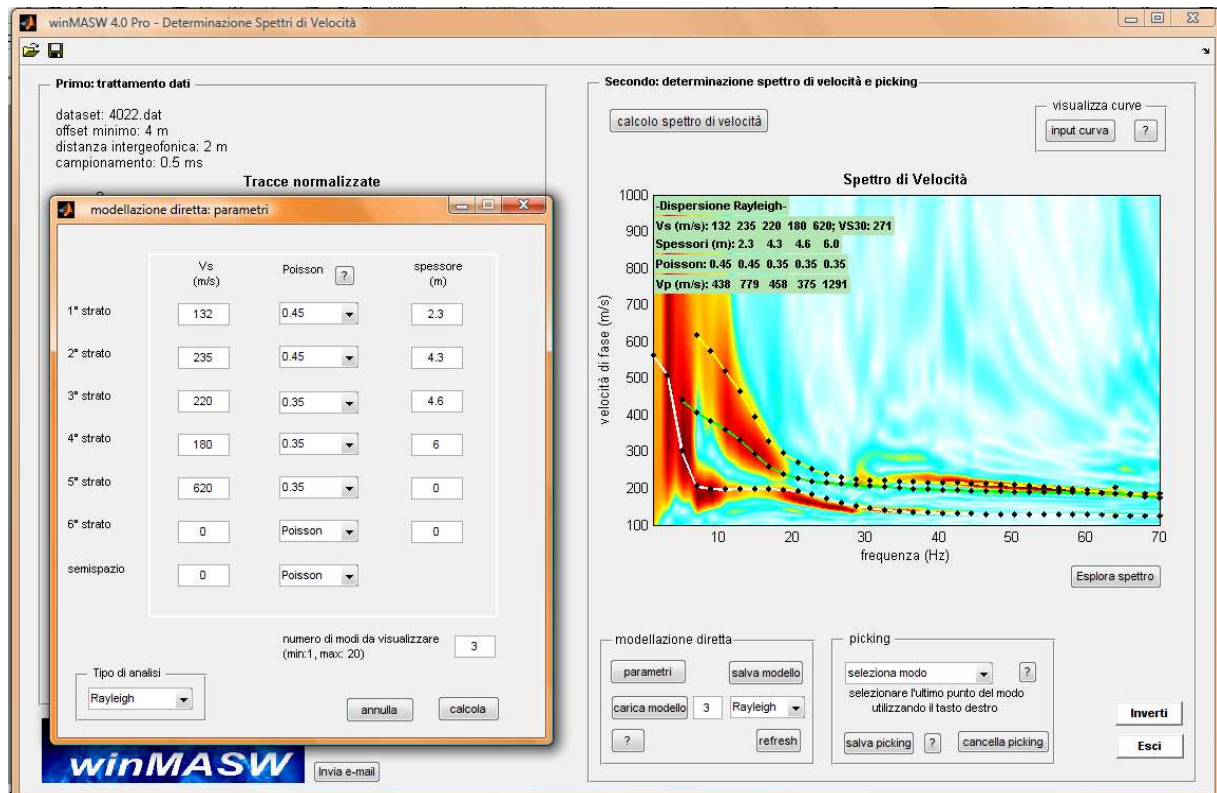 winMASW 4.0 Pro - Determinazione Spettri di Velocità
Primo: trattamento dati
dataset: 4022.dat
offset minimo: 4 m
distanza intergeofonica: 2 m
campionamento: 0.5 ms
Tracce normalizzate
modellazione diretta: parametri
Vs (m/s)
Poisson ?
spessore (m)
1° strato 132 0.45 2.3
2° strato 235 0.45 4.3
3° strato 220 0.35 4.6
4° strato 180 0.35 6
5° strato 620 0.35 0
6° strato 0 Poisson 0
semispazio 0 Poisson
numero di modi da visualizzare
(min:1, max: 20) 3
Tipo di analisi
Rayleigh
annulla calcola
winMASW
Invia e-mail
Secondo: determinazione spettro di velocità e picking
calcolo spettro di velocità
visualizza curve
input curva ?
Spettro di Velocità
-Dispersione Rayleigh-
Vs (m/s): 132 235 220 180 620; VS30: 271
Spessori (m): 2.3 4.3 4.6 6.0
Poisson: 0.45 0.45 0.35 0.35 0.35
Vp (m/s): 438 779 458 375 1291
velocità di fase (m/s)
1000
900
800
700
600
500
400
300
200
100
10 20 30 40 50 60 70
frequenza (Hz)
Esplora spettro
modellazione diretta
parametri salva modello
carica modello 3 Rayleigh
? refresh
picking
seleziona modo ?
selezionare l'ultimo punto del modo
utilizzando il tasto destro
salva picking ? cancella picking
Inverti
Esci